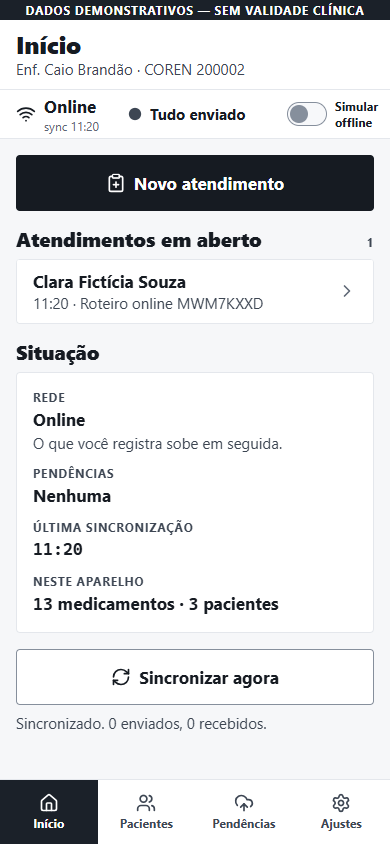 DADOS DEMONSTRATIVOS — SEM VALIDADE CLÍNICA
Início
Enf. Caio Brandão · COREN 200002
Online
sync 11:20
Tudo enviado
Simular
offline
Novo atendimento
Atendimentos em aberto
1
Clara Fictícia Souza
11:20 · Roteiro online MWM7KXXD
Situação
REDE
Online
O que você registra sobe em seguida.
PENDÊNCIAS
Nenhuma
ÚLTIMA SINCRONIZAÇÃO
11:20
NESTE APARELHO
13 medicamentos · 3 pacientes
Sincronizar agora
Sincronizado. 0 enviados, 0 recebidos.
Início
Pacientes
Pendências
Ajustes